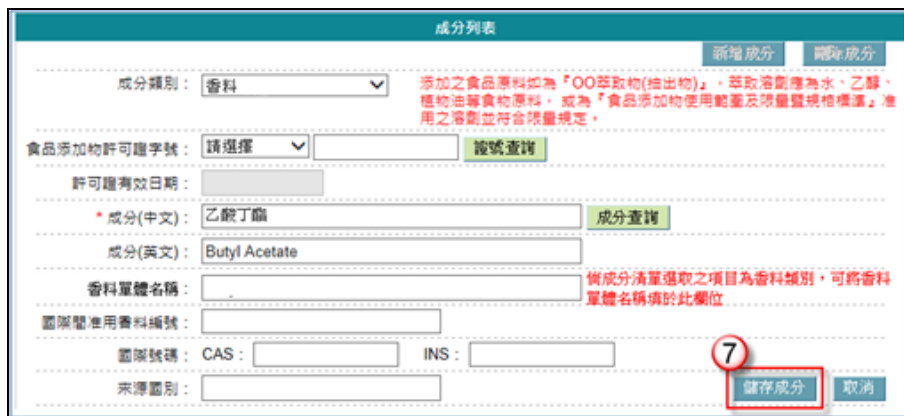 成分列表
新增成分 刪除成分
成分類別： 香料 添加之食品原料如為『OO萃取物(抽出物)』，萃取溶劑應為水、乙醇、
植物油等食物原料，或為『食品添加物使用範圍及限量暨規格標準』准
用之溶劑並符合限量規定。
食品添加物許可證字號： 請選擇 證號查詢
許可證有效日期：
* 成分(中文)： 乙酸丁酯 成分查詢
成分(英文)： Butyl Acetate
香料單體名稱： 倘成分清單選取之項目為香料類別，可將香料
單體名稱填於此欄位
國際間准用香料編號：
國際號碼： CAS： INS：
7
來源國別： 儲存成分 取消